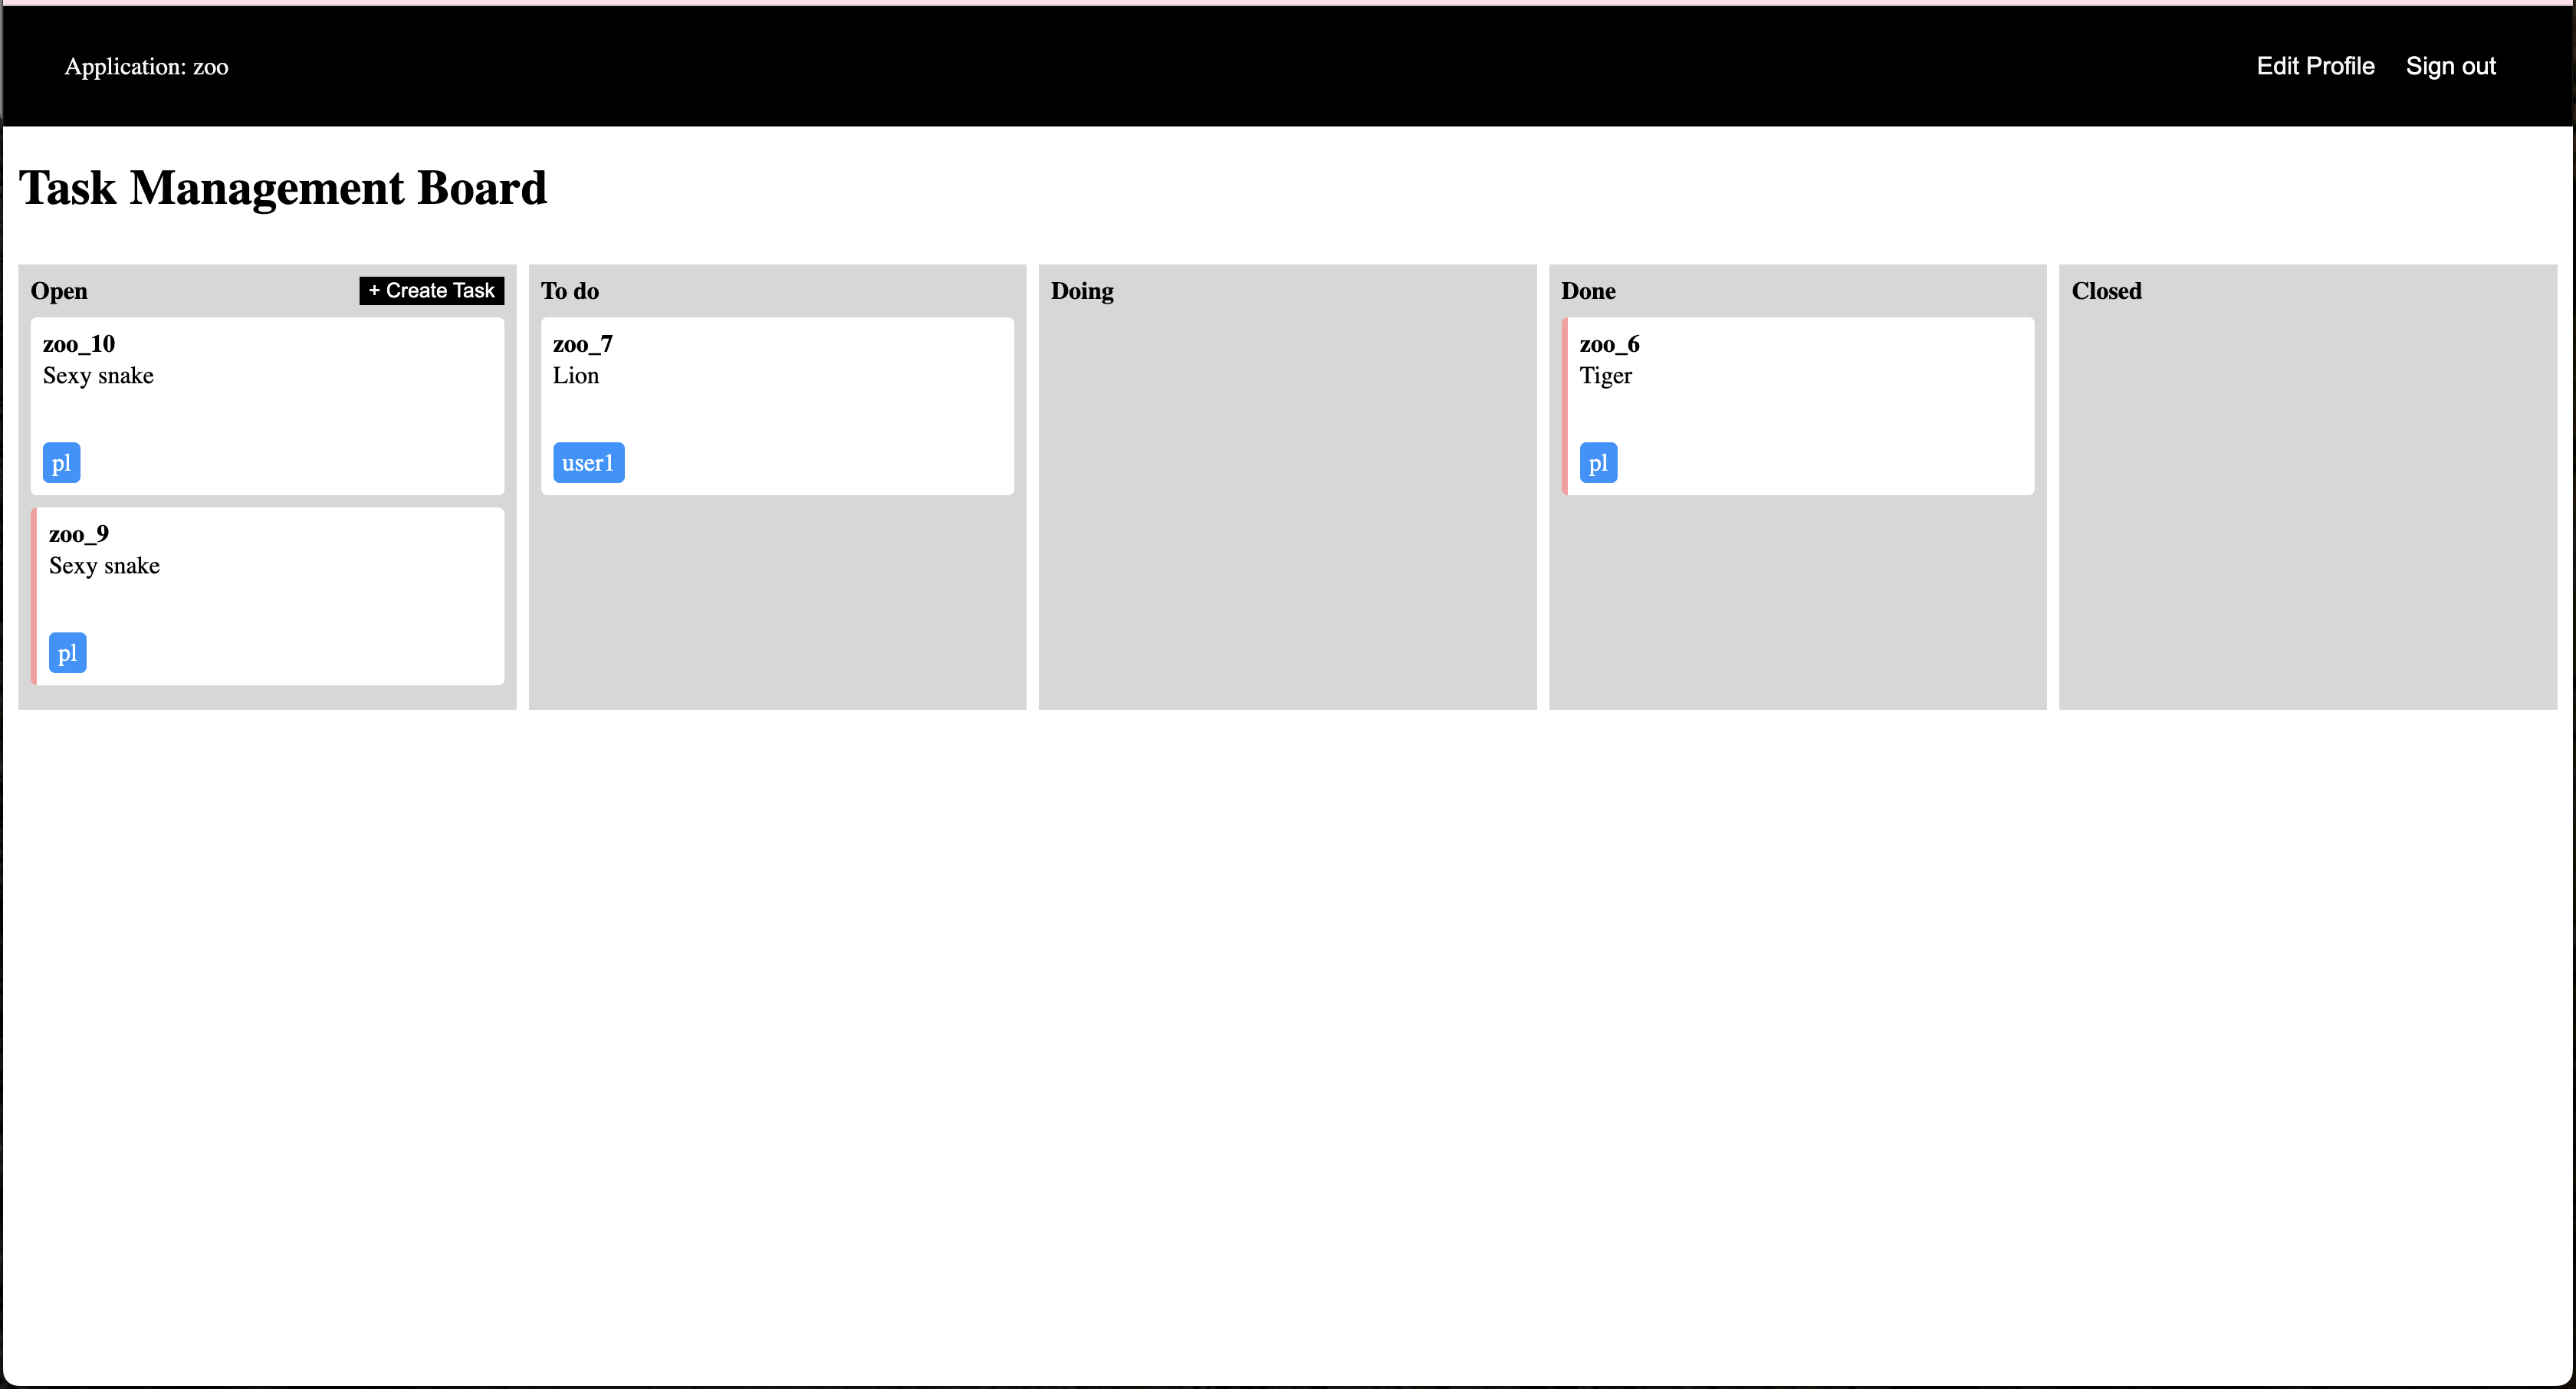 Application: zoo
Edit Profile
Sign out
Task Management Board
Open
+ Create Task
zoo_10
Sexy snake
pl
zoo_9
Sexy snake
pl
To do
zoo_7
Lion
user1
Doing
Done
zoo_6
Tiger
pl
Closed